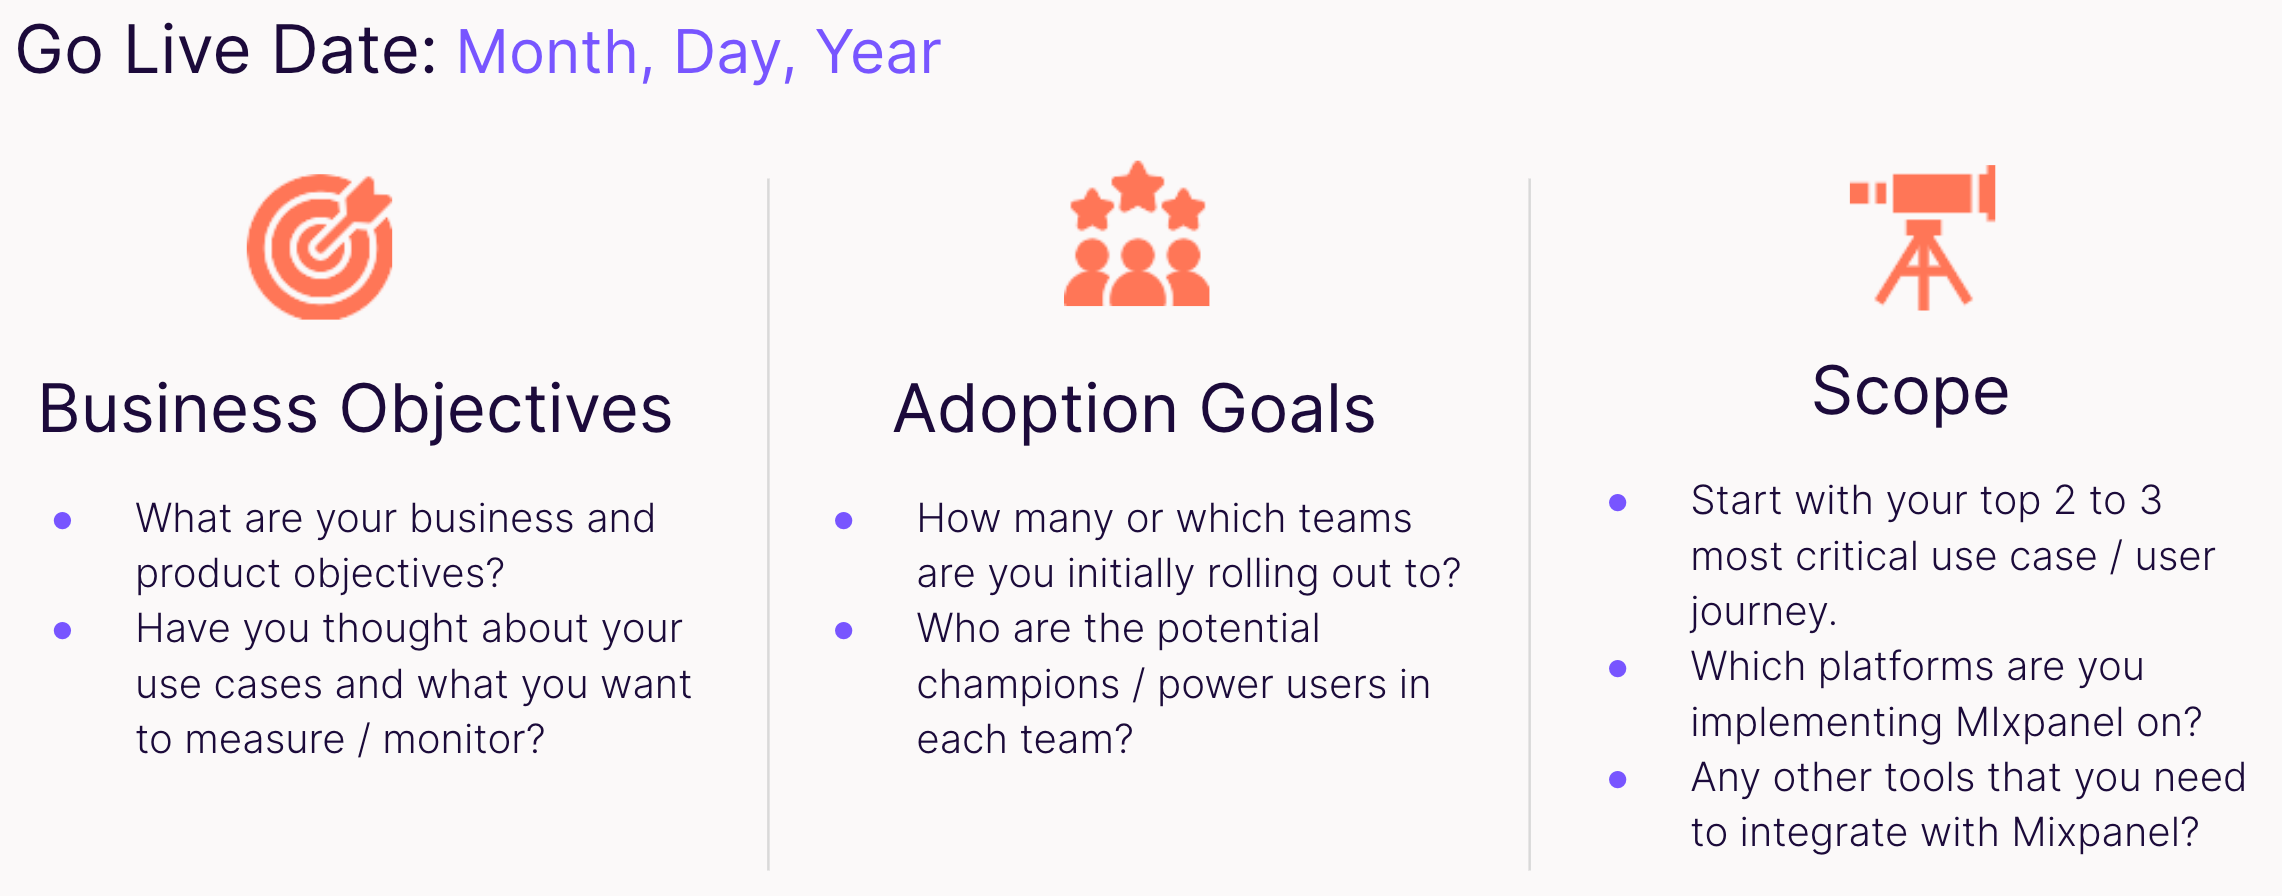 Go Live Date: Month, Day, Year
Business Objectives
What are your business and
product objectives?
Have you thought about your
use cases and what you want
to measure / monitor?
Adoption Goals
How many or which teams
are you initially rolling out to?
Who are the potential
champions / power users in
each team?
Scope
Start with your top 2 to 3
most critical use case / user
journey.
Which platforms are you
implementing MIxpanel on?
Any other tools that you need
to integrate with Mixpanel?